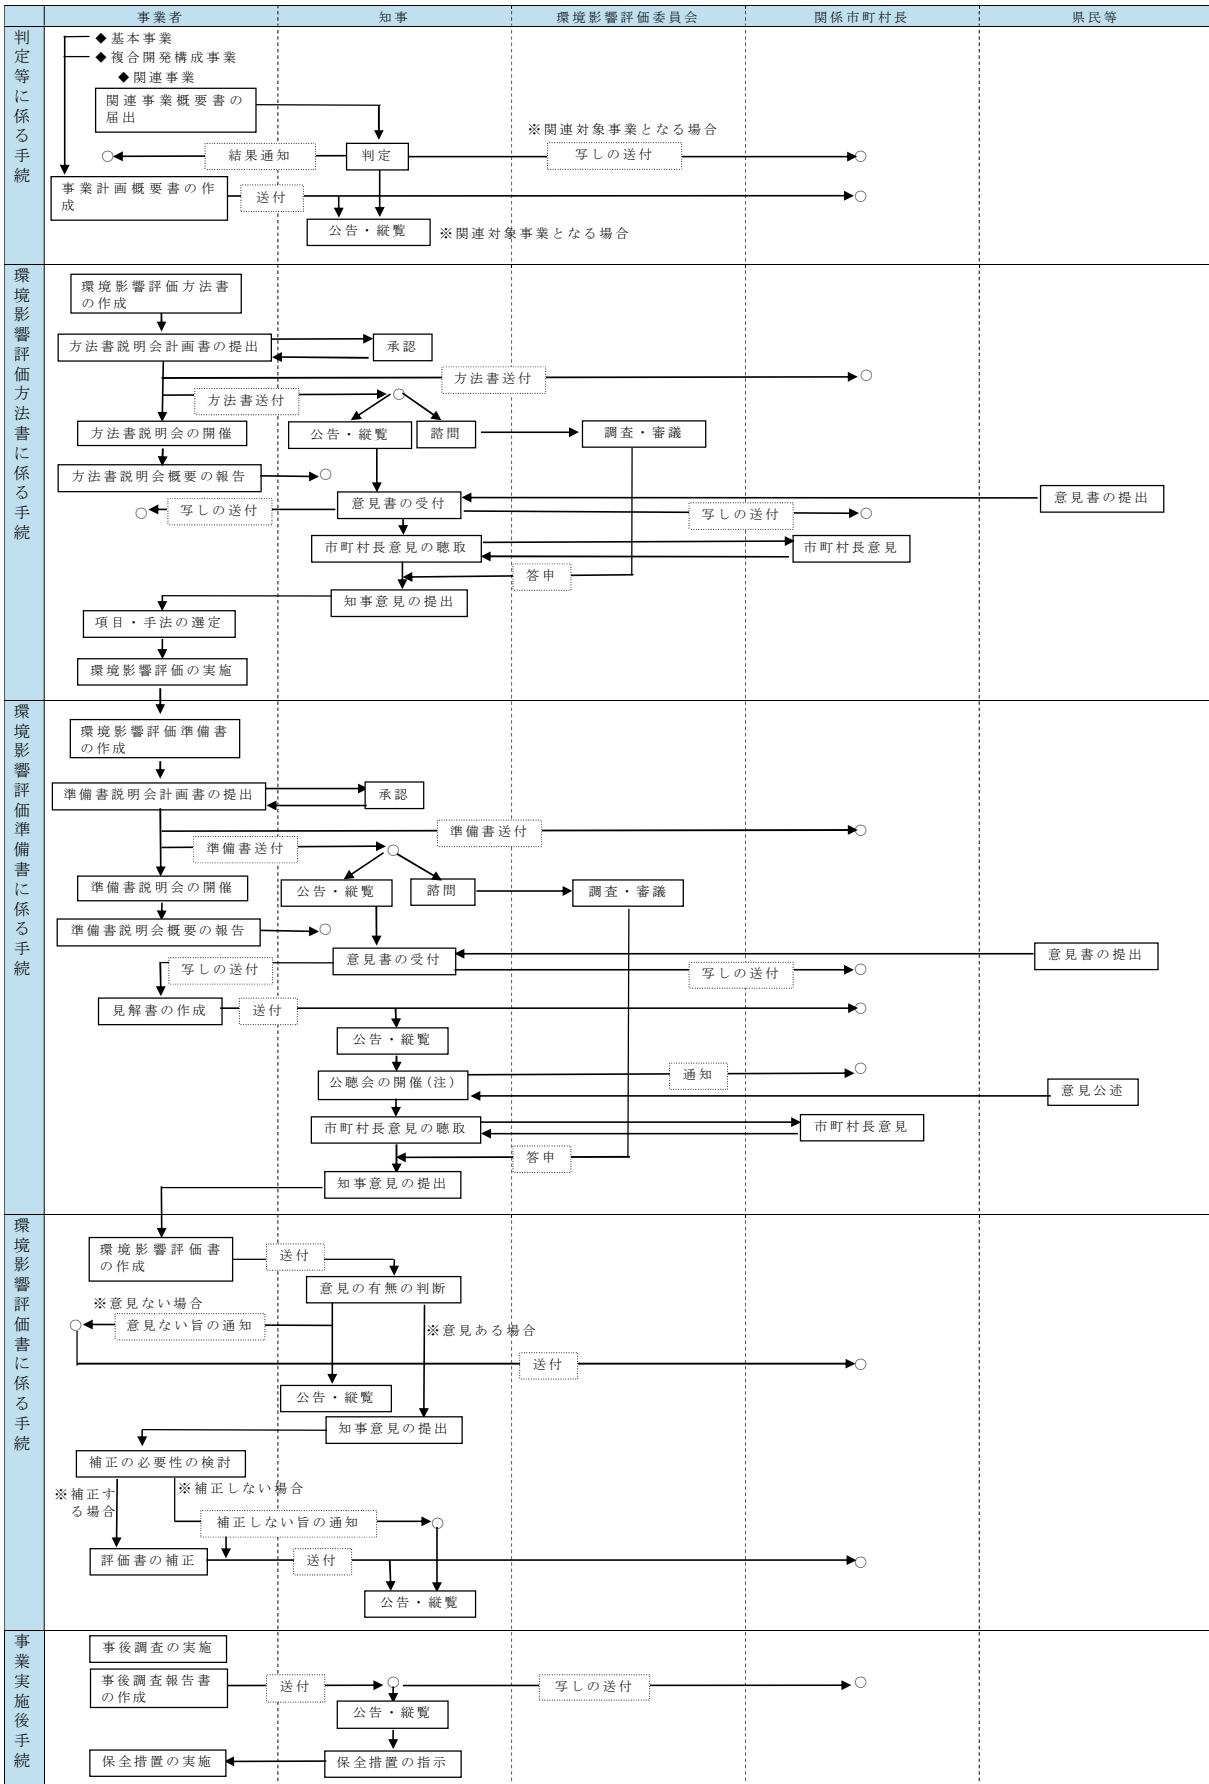 事業者
知事
環境影響評価委員会
関係市町村長
県民等
判定等に係る手続
◆基本事業
◆複合開発構成事業
◆関連事業
関連事業概要書の
届出
※関連対象事業となる場合
結果通知
判定
写しの送付
事業計画概要書の作
成
送付
公告・縦覧
※関連対象事業となる場合
環境影響評価方法書に係る手続
環境影響評価方法書
の作成
方法書説明会計画書の提出
承認
方法書送付
方法書送付
方法書説明会の開催
公告・縦覧
諮問
調査・審議
方法書説明会概要の報告
写しの送付
意見書の受付
写しの送付
意見書の提出
市町村長意見の聴取
市町村長意見
答申
知事意見の提出
項目・手法の選定
環境影響評価の実施
環境影響評価準備書に係る手続
環境影響評価準備書
の作成
準備書説明会計画書の提出
承認
準備書送付
準備書送付
準備書説明会の開催
公告・縦覧
諮問
調査・審議
準備書説明会概要の報告
意見書の受付
意見書の提出
写しの送付
写しの送付
見解書の作成
送付
公告・縦覧
公聴会の開催(注)
通知
意見公述
市町村長意見の聴取
市町村長意見
答申
知事意見の提出
環境影響評価書に係る手続
環境影響評価書
の作成
送付
意見の有無の判断
※意見ない場合
意見ない旨の通知
※意見ある場合
送付
公告・縦覧
知事意見の提出
補正の必要性の検討
※補正す
る場合
※補正しない場合
補正しない旨の通知
評価書の補正
送付
公告・縦覧
事業実施後手続
事後調査の実施
事後調査報告書
の作成
送付
写しの送付
公告・縦覧
保全措置の実施
保全措置の指示